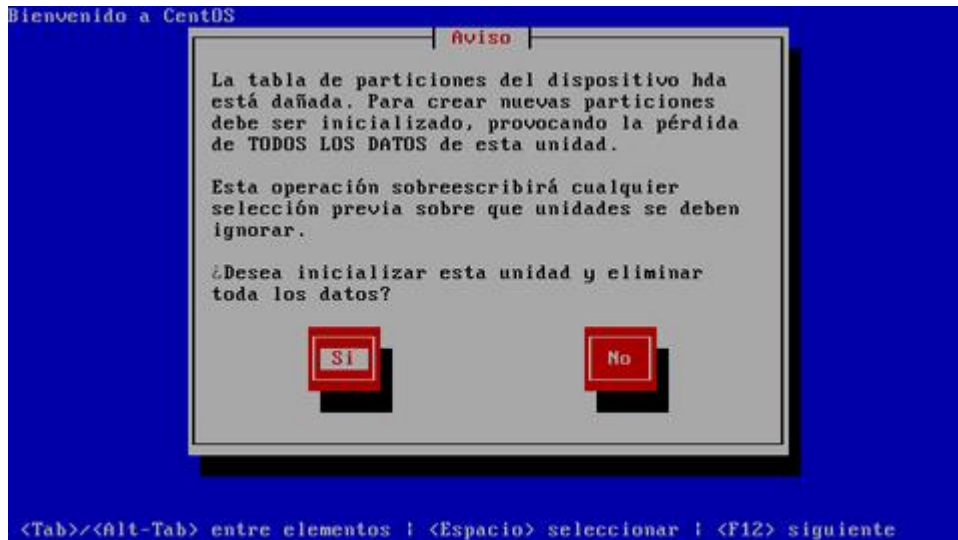 Bienvenido a CentOS
Aviso
La tabla de particiones del dispositivo hda
está dañada. Para crear nuevas particiones
debe ser inicializado, provocando la pérdida
de TODOS LOS DATOS de esta unidad.
Esta operación sobreescribirá cualquier
selección previa sobre que unidades se deben
ignorar.
¿Desea inicializar esta unidad y eliminar
toda los datos?
Si No
<Tab>/<Alt-Tab> entre elementos | <Espacio> seleccionar | <F12> siguiente